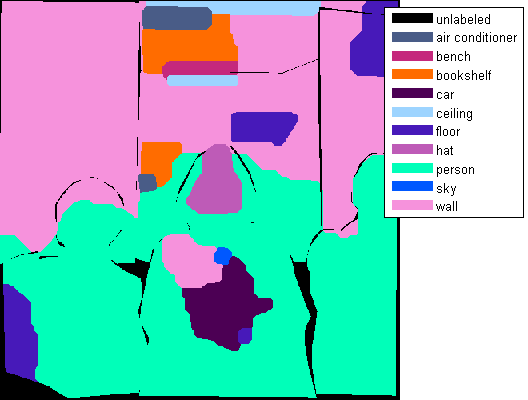 unlabeled
air conditioner
bench
bookshelf
car
ceiling
floor
hat
person
sky
wall